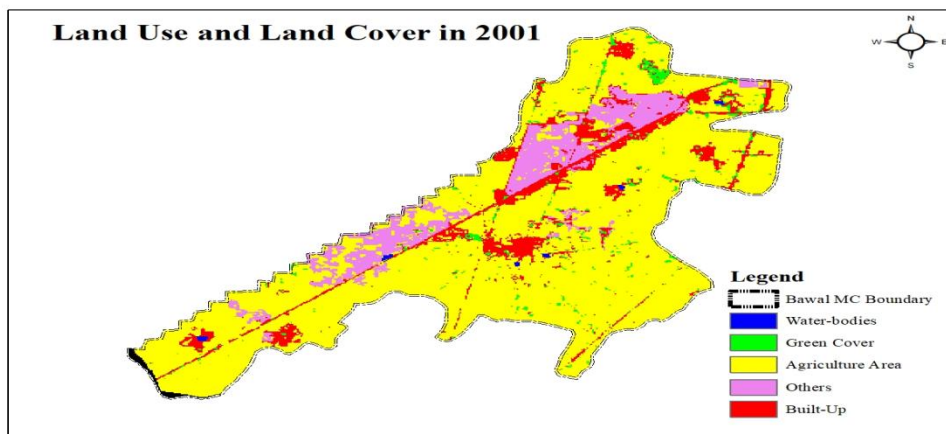 Land Use and Land Cover in 2001
N
W
E
S
Legend
Bawal MC Boundary
Water-bodies
Green Cover
Agriculture Area
Others
Built-Up